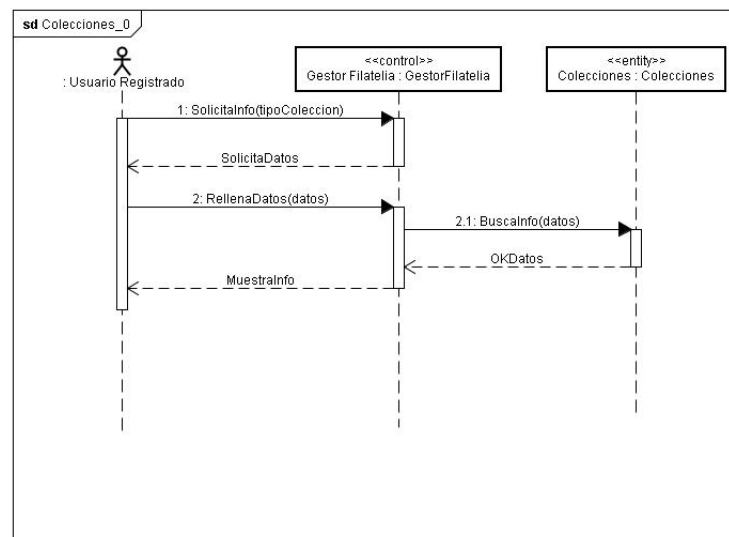 sd Colecciones_0
: Usuario Registrado
<<control>>
Gestor Filatelia : GestorFilatelia
<<entity>>
Colecciones : Colecciones
1: SolicitaInfo(tipoColeccion)
SolicitaDatos
2: RellenaDatos(datos)
2.1: BuscaInfo(datos)
OKDatos
MuestraInfo